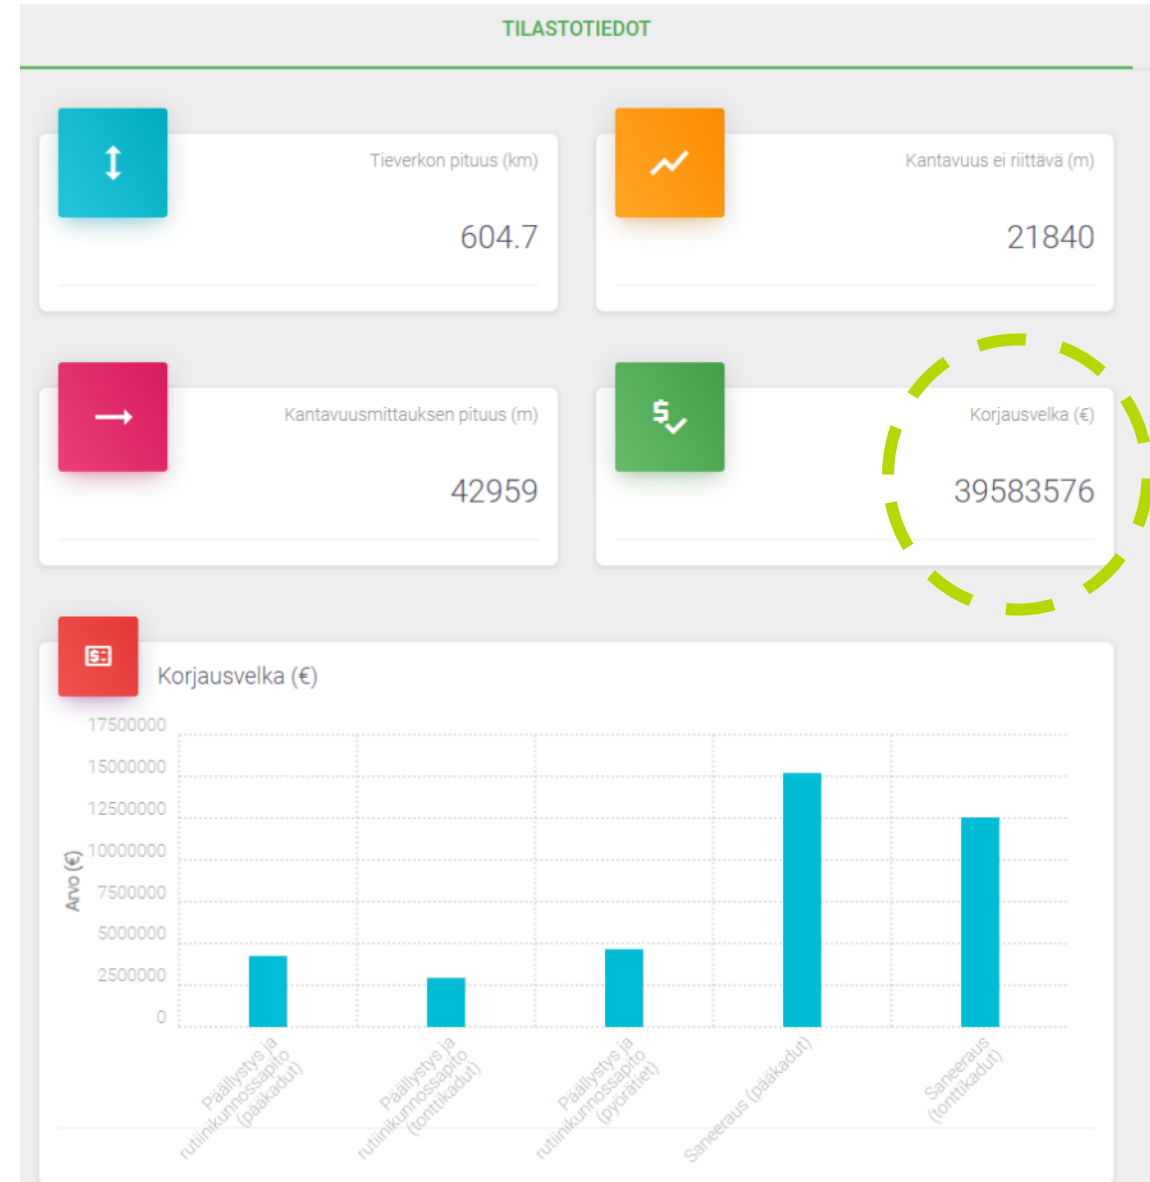 TILASTOTIEDOT
Tieverkon pituus (km)
604.7
Kantavuus ei riittävä (m)
21840
Kantavuusmittauksen pituus (m)
42959
Korjausvelka (€)
39583576
Korjausvelka (€)
17500000
15000000
12500000
10000000
7500000
5000000
2500000
0
Arvo (€)
Päällystys ja
rutiinikunnossapito
(pääkadut)
Päällystys ja
rutiinikunnossapito
(tonttikadut)
Päällystys ja
rutiinikunnossapito
(pyörätiet)
Saneeraus (pääkadut)
Saneeraus
(tonttikadut)